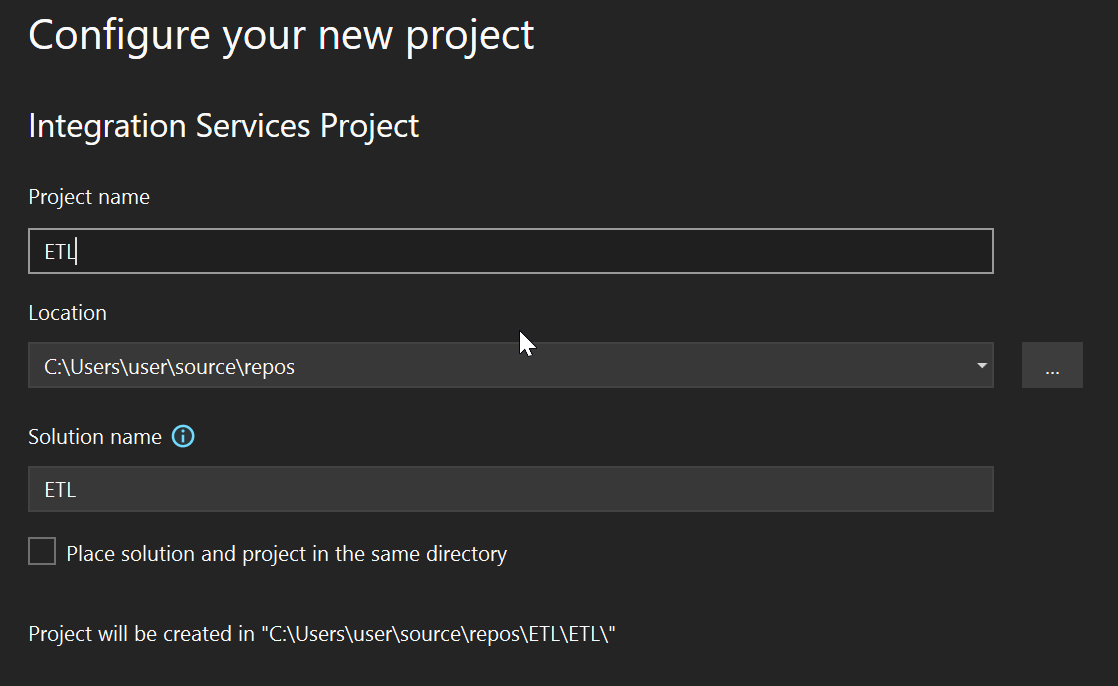 Configure your new project
Integration Services Project
Project name
ETL
Location
C:\Users\user\source\repos
...
Solution name
ETL
Place solution and project in the same directory
Project will be created in "C:\Users\user\source\repos\ETL\ETL\"